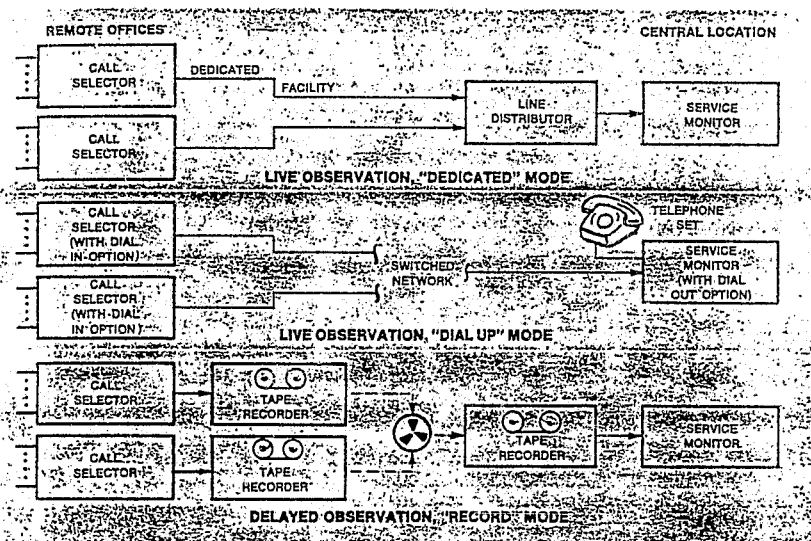 REMOTE OFFICES
CENTRAL LOCATION
CALL
SELECTOR
DEDICATED
FACILITY
LINE
DISTRIBUTOR
SERVICE
MONITOR
CALL
SELECTOR
LIVE OBSERVATION, "DEDICATED" MODE
CALL
SELECTOR
(WITH DIAL
IN OPTION)
TELEPHONE
SET
SWITCHED
NETWORK
SERVICE
MONITOR
(WITH DIAL
OUT OPTION)
CALL
SELECTOR
(WITH DIAL
IN OPTION)
LIVE OBSERVATION, "DIAL UP" MODE
CALL
SELECTOR
TAPE
RECORDER
TAPE
RECORDER
SERVICE
MONITOR
CALL
SELECTOR
TAPE
RECORDER
DELAYED OBSERVATION, "RECORD" MODE